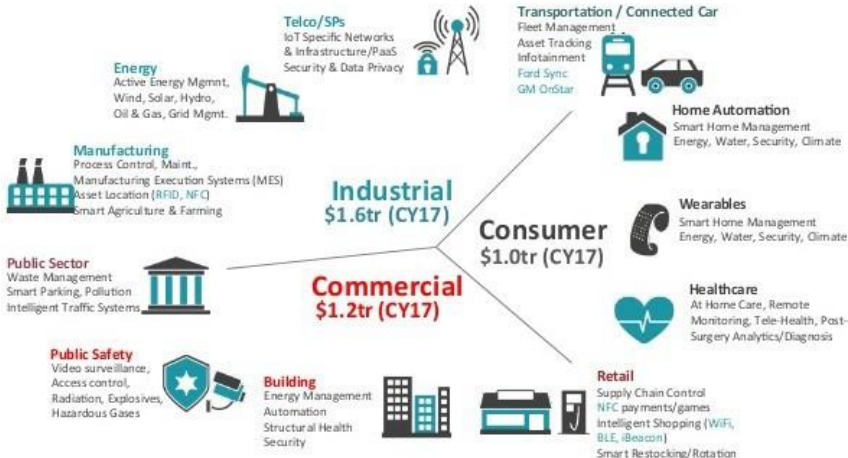 Telco/SPs
IoT Specific Networks
& Infrastructure/PaaS
Security & Data Privacy
Transportation / Connected Car
Fleet Management
Asset Tracking
Infotainment
Ford Sync
GM OnStar
Energy
Active Energy Mgmnt,
Wind, Solar, Hydro,
Oil & Gas, Grid Mgmt.
Home Automation
Smart Home Management
Energy, Water, Security, Climate
Manufacturing
Process Control, Maint.,
Manufacturing Execution Systems (MES)
Asset Location (RFID, NFC)
Smart Agriculture & Farming
Industrial
$1.6tr (CY17)
Consumer
$1.0tr (CY17)
Wearables
Smart Home Management
Energy, Water, Security, Climate
Public Sector
Waste Management
Smart Parking, Pollution
Intelligent Traffic Systems
Commercial
$1.2tr (CY17)
Healthcare
At Home Care, Remote
Monitoring, Tele-Health, Post-
Surgery Analytics/Diagnosis
Public Safety
Video surveillance,
Access control,
Radiation, Explosives,
Hazardous Gases
Building
Energy Management
Automation
Structural Health
Security
Retail
Supply Chain Control
NFC payments/games
Intelligent Shopping (WiFi,
BLE, iBeacon)
Smart Restocking/Rotation